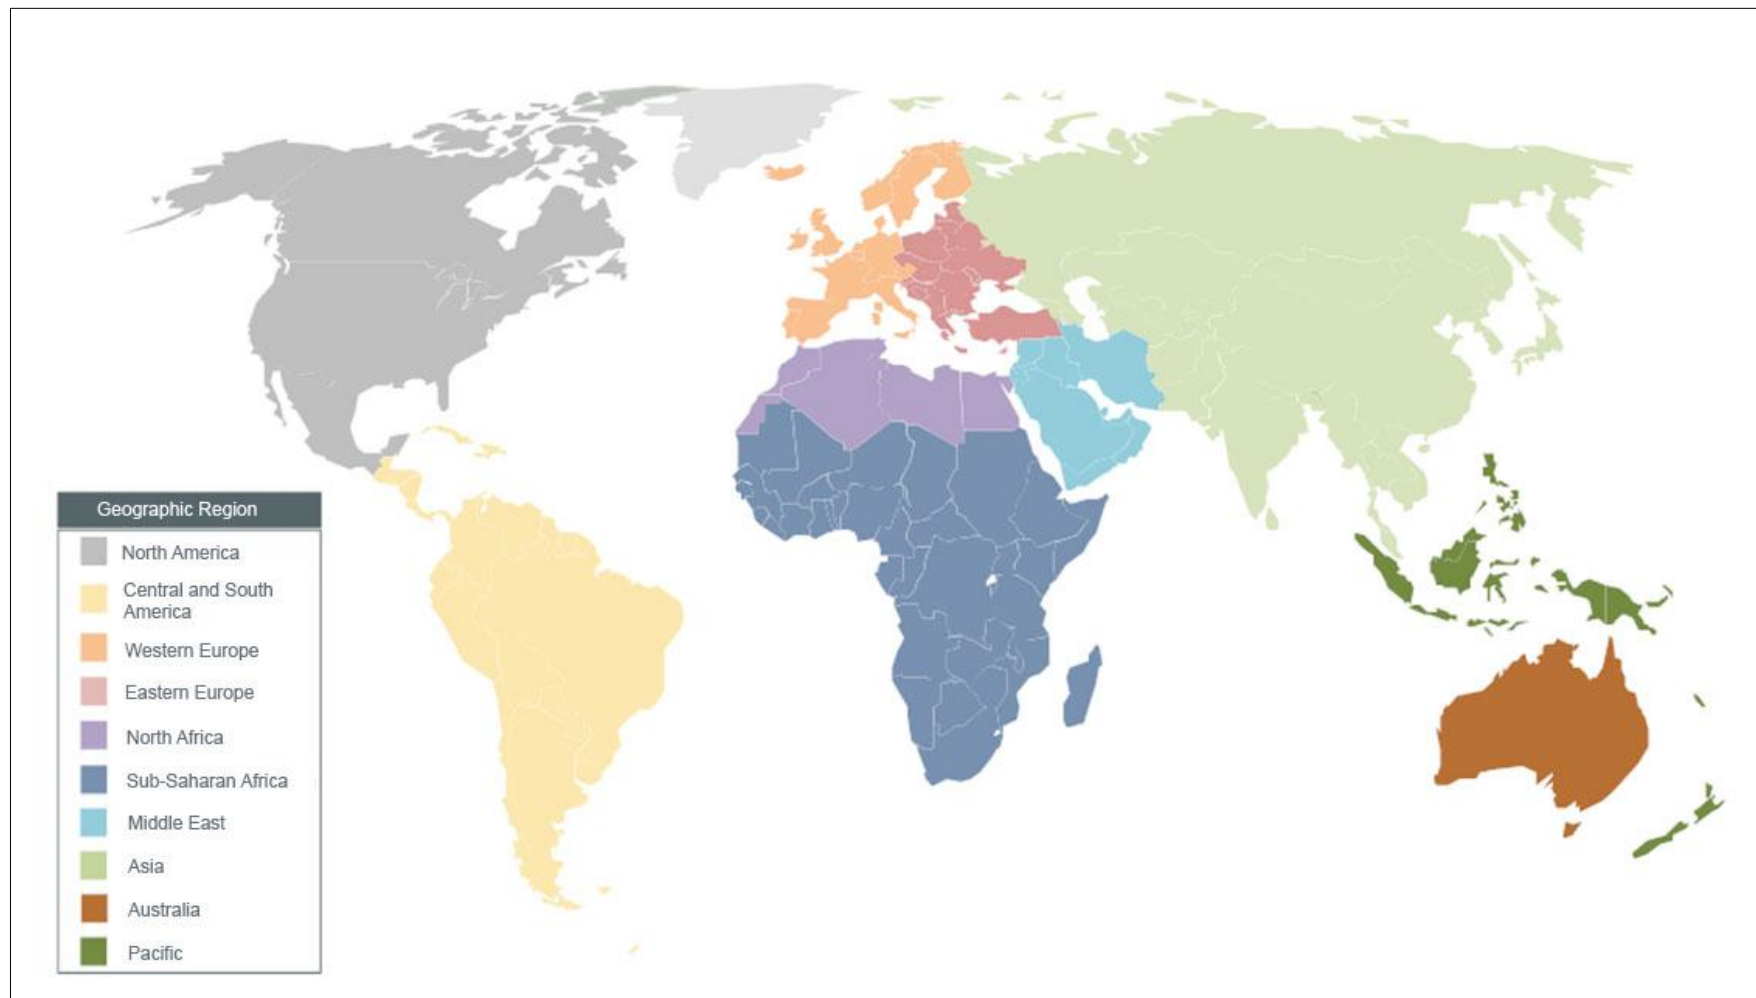 Geographic Region
North America
Central and South
America
Western Europe
Eastern Europe
North Africa
Sub-Saharan Africa
Middle East
Asia
Australia
Pacific